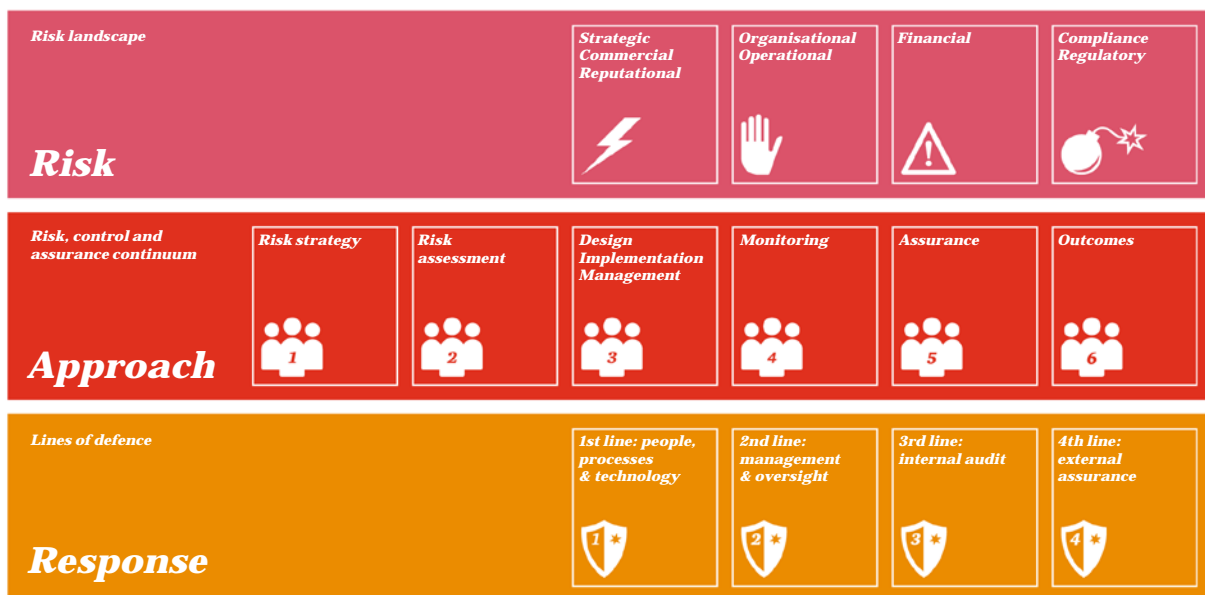 Risk landscape
Risk
Strategic
Commercial
Reputational
Organisational
Operational
Financial
Compliance
Regulatory
Risk, control and
assurance continuum
Approach
Risk strategy
1
Risk
assessment
2
Design
Implementation
Management
3
Monitoring
4
Assurance
5
Outcomes
6
Lines of defence
Response
1st line: people,
processes
& technology
1
2nd line:
management
& oversight
2
3rd line:
internal audit
3
4th line:
external
assurance
4